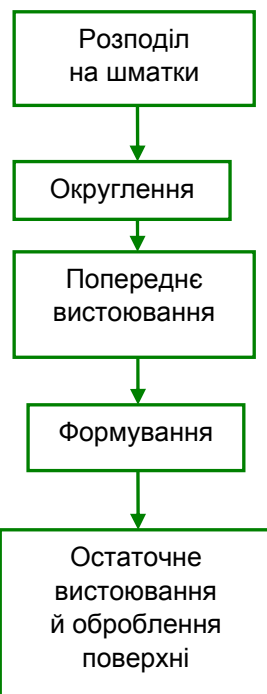 Розподіл
на шматки
Округлення
Попереднє
вистоювання
Формування
Остаточне
вистоювання
й оброблення
поверхні